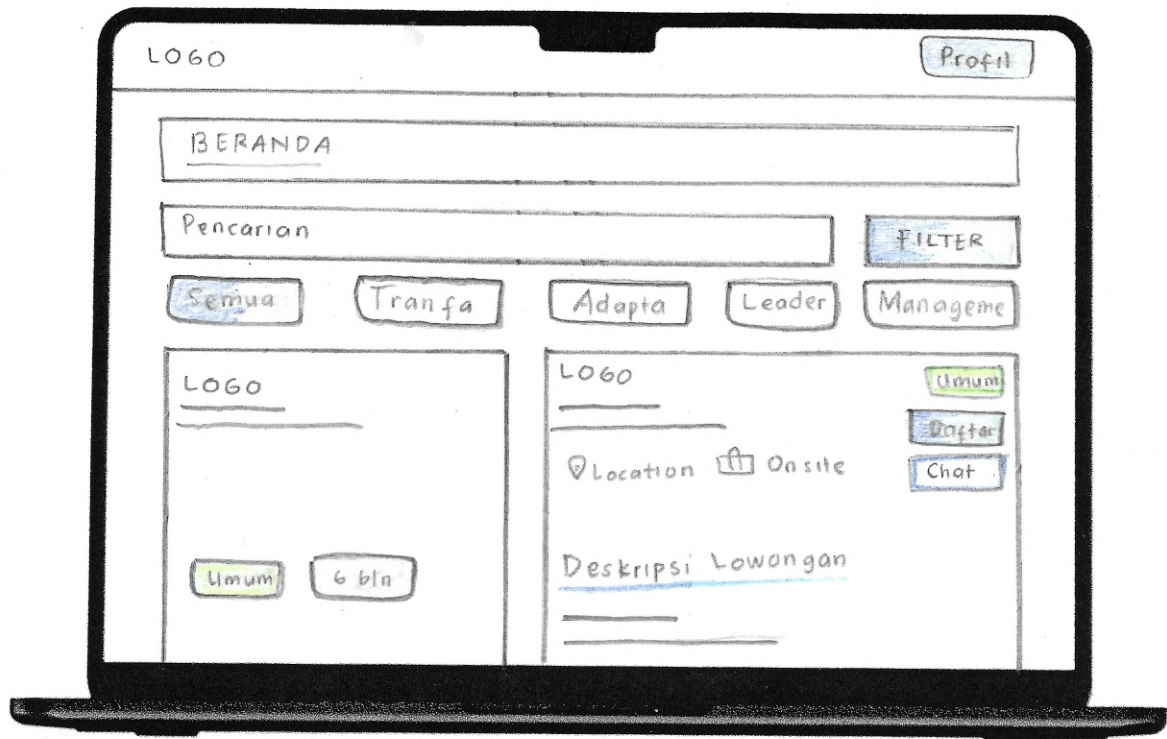 LOGO
Profil
BERANDA
Pencarian
FILTER
Semua
Tranfa
Adapta
Leader
Manageme
LOGO
Umum
6 bln
LOGO
Umum
Daftar
Chat
Location
Onsite
Deskripsi Lowongan